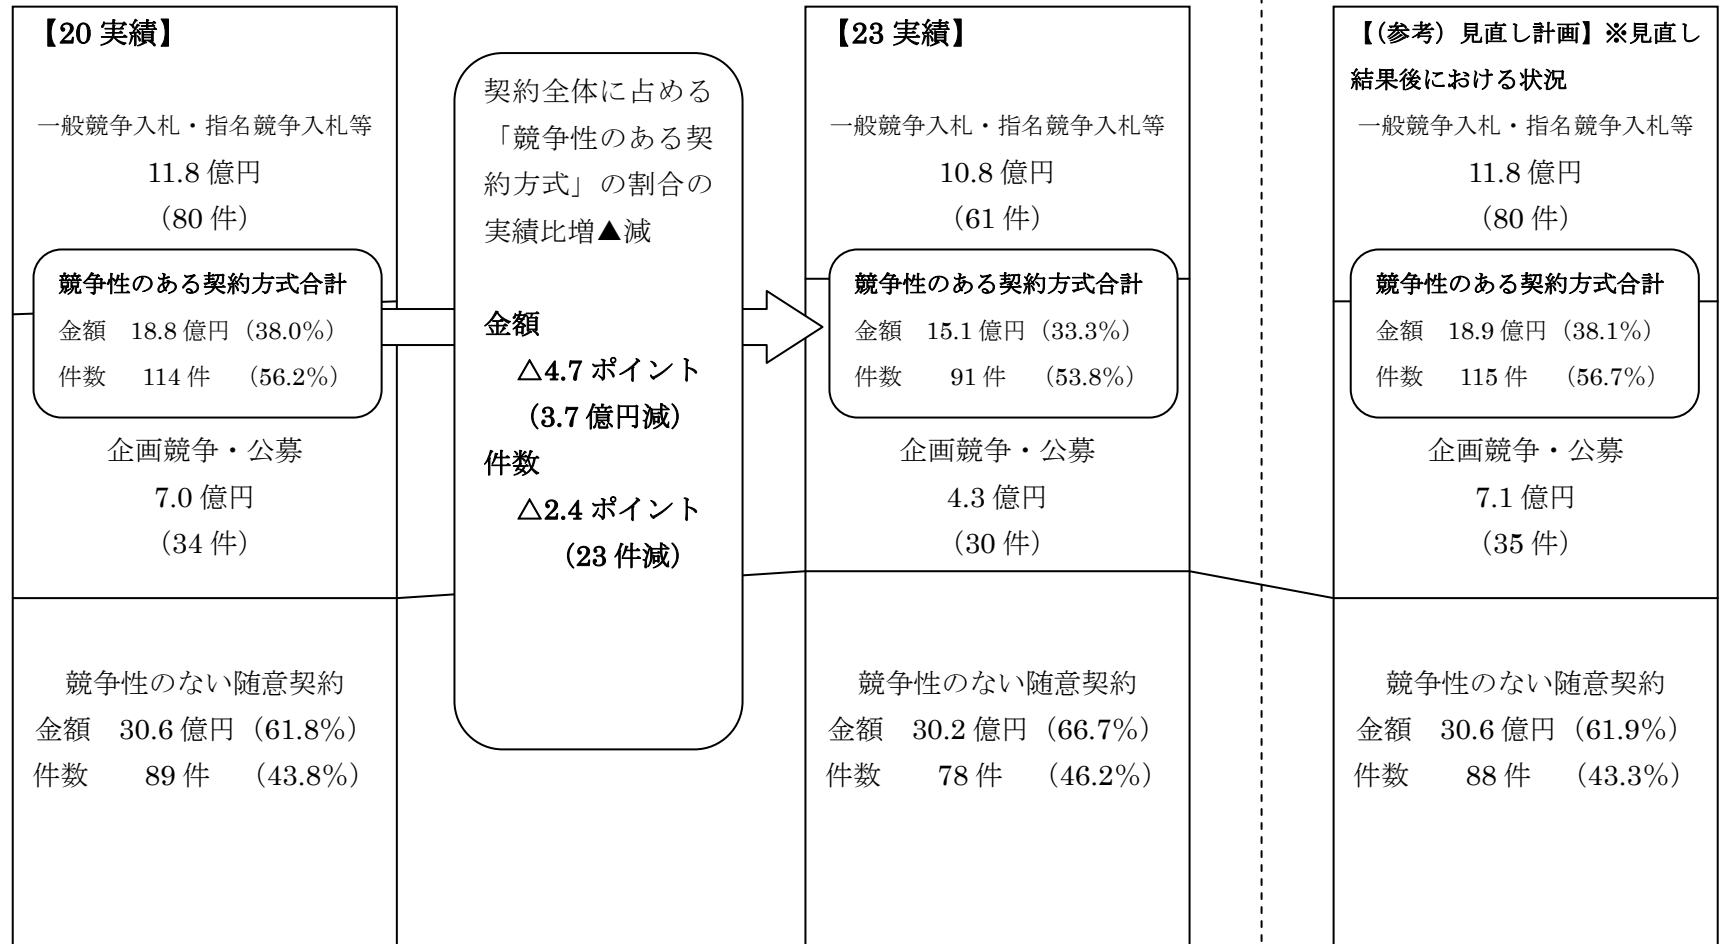 【20 実績】
一般競争入札・指名競争入札等
11.8 億円
（80 件）
競争性のある契約方式合計
金額　18.8 億円（38.0%）
件数　114 件　（56.2%）
企画競争・公募
7.0 億円
（34 件）
競争性のない随意契約
金額　30.6 億円（61.8%）
件数　89 件　（43.8%）
契約全体に占める
「競争性のある契
約方式」の割合の
実績比増▲減
金額
△4.7 ポイント
（3.7 億円減）
件数
△2.4 ポイント
（23 件減）
【23 実績】
一般競争入札・指名競争入札等
10.8 億円
（61 件）
競争性のある契約方式合計
金額　15.1 億円（33.3%）
件数　91 件　（53.8%）
企画競争・公募
4.3 億円
（30 件）
競争性のない随意契約
金額　30.2 億円（66.7%）
件数　78 件　（46.2%）
【（参考）見直し計画】※見直し
結果後における状況
一般競争入札・指名競争入札等
11.8 億円
（80 件）
競争性のある契約方式合計
金額　18.9 億円（38.1%）
件数　115 件　（56.7%）
企画競争・公募
7.1 億円
（35 件）
競争性のない随意契約
金額　30.6 億円（61.9%）
件数　88 件　（43.3%）